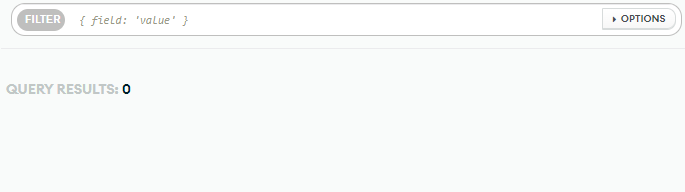 FILTER { field: 'value' } OPTIONS
QUERY RESULTS: 0